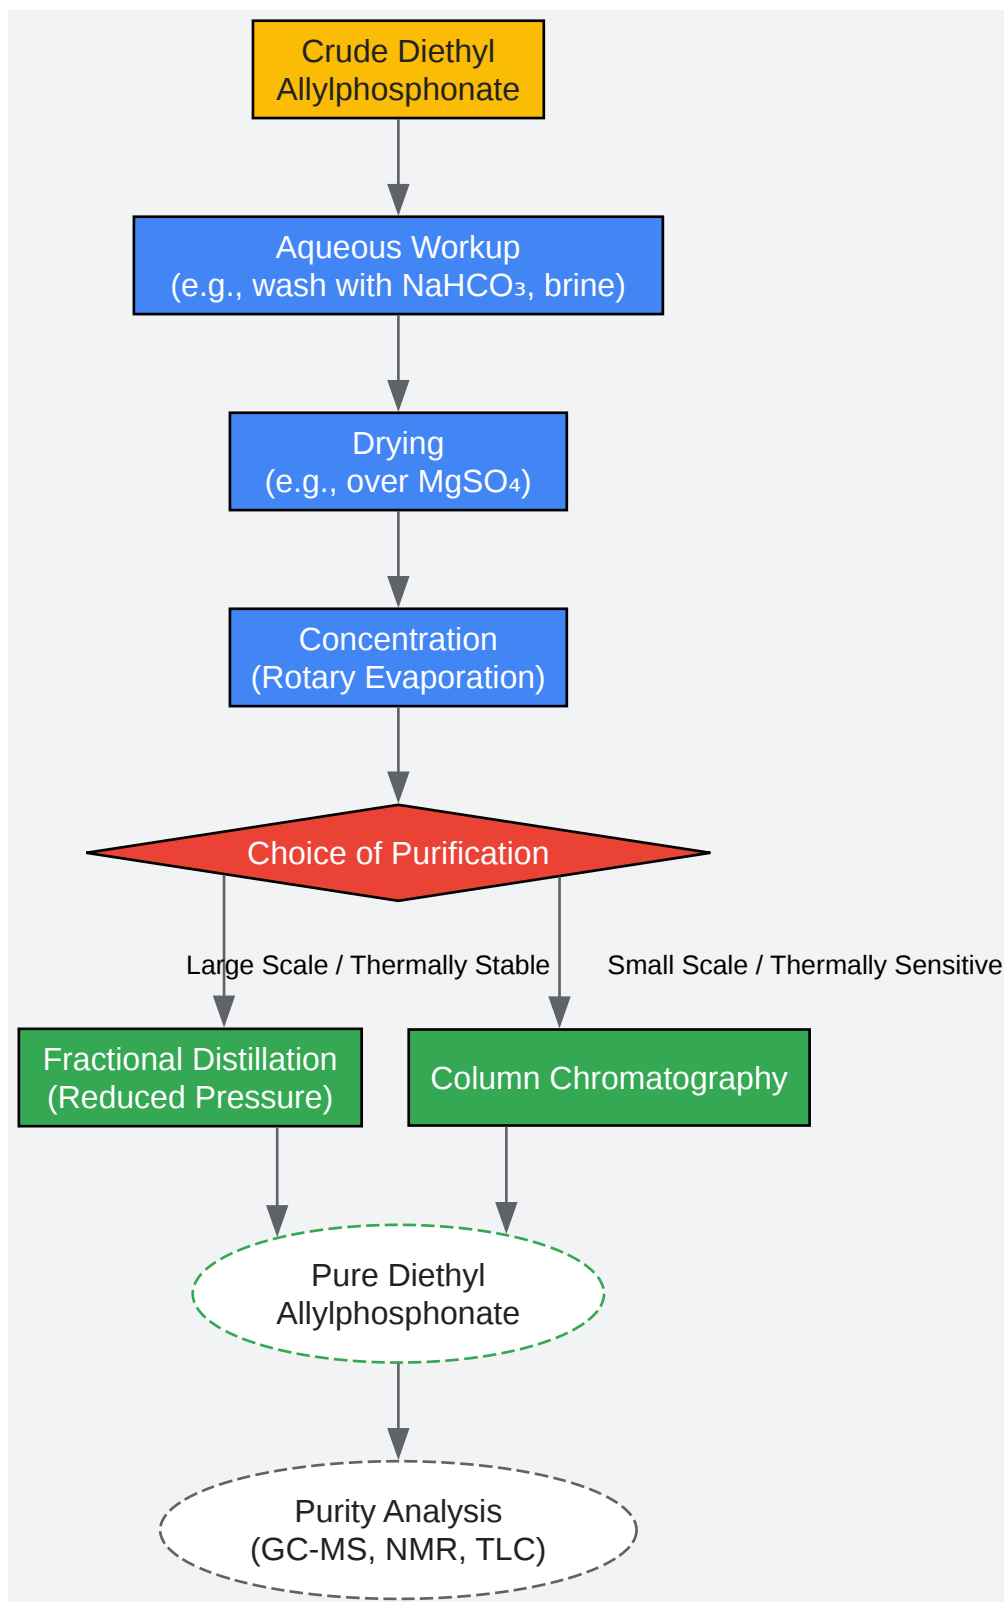 Crude Diethyl
Allylphosphonate
Aqueous Workup
(e.g., wash with NaHCO₃, brine)
Drying
(e.g., over MgSO₄)
Concentration
(Rotary Evaporation)
Choice of Purification
Large Scale / Thermally Stable
Small Scale / Thermally Sensitive
Fractional Distillation
(Reduced Pressure)
Column Chromatography
Pure Diethyl
Allylphosphonate
Purity Analysis
(GC-MS, NMR, TLC)